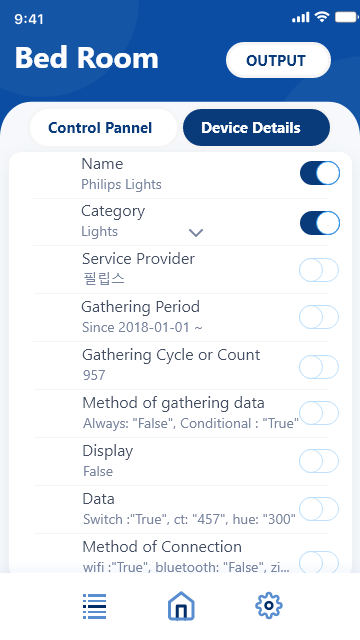 9:41
Bed Room
OUTPUT
Control Pannel
Device Details
Name
Philips Lights
Category
Lights
Service Provider
필립스
Gathering Period
Since 2018-01-01 ~
Gathering Cycle or Count
957
Method of gathering data
Always: "False", Conditional : "True"
Display
False
Data
Switch :"True", ct: "457", hue: "300"
Method of Connection
wifi :"True", bluetooth: "False", zi...